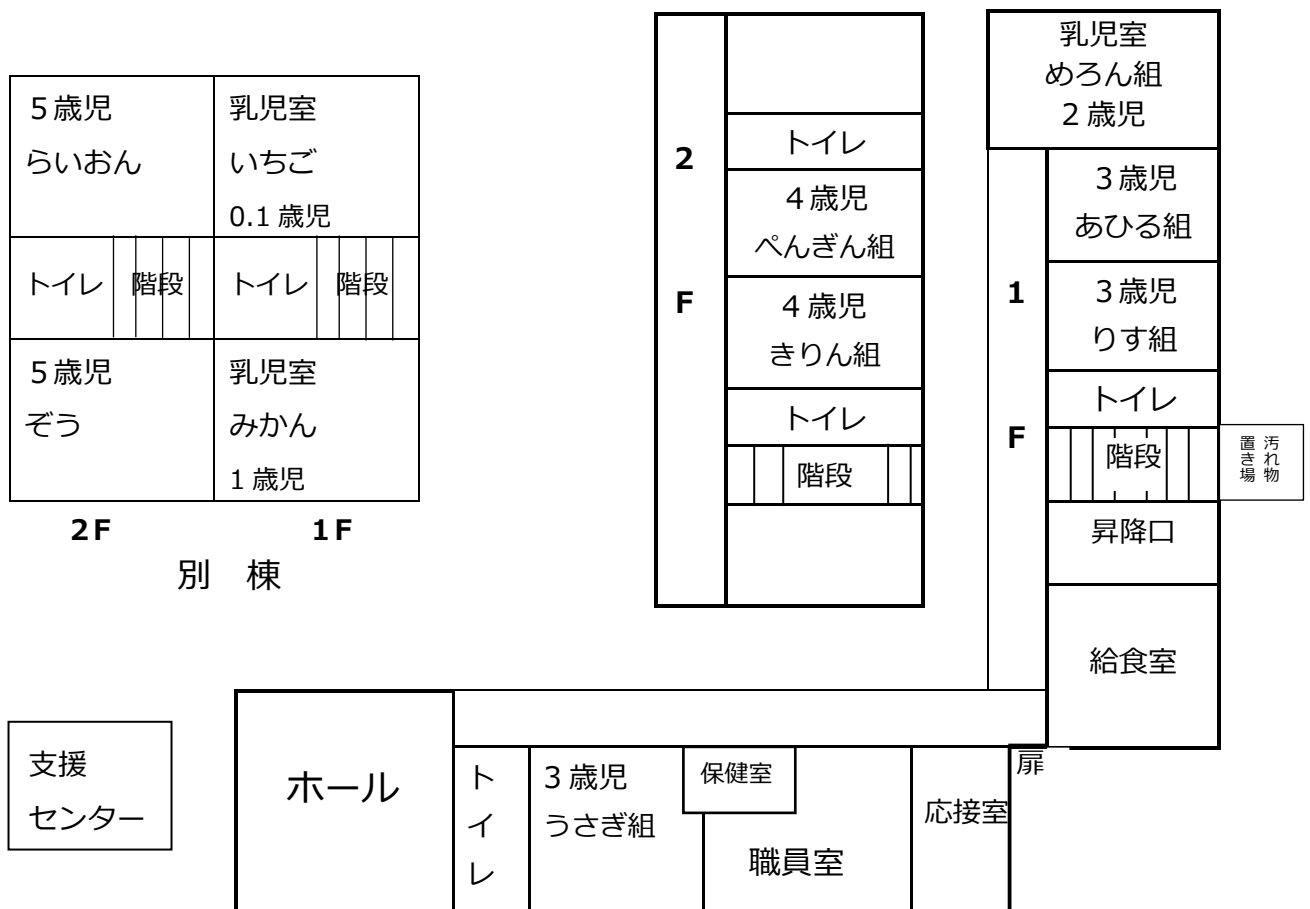 ５歳児
らいおん
乳児室
いちご
0.1 歳児
トイレ
階段
トイレ
階段
５歳児
ぞう
乳児室
みかん
1 歳児
2F
1F
別　棟
2
F
トイレ
４歳児
ぺんぎん組
４歳児
きりん組
トイレ
階段
乳児室
めろん組
２歳児
1
F
３歳児
あひる組
３歳児
りす組
トイレ
階段
汚れ物
置き場
昇降口
給食室
支援
センター
ホール
トイレ
３歳児
うさぎ組
保健室
職員室
応接室
扉